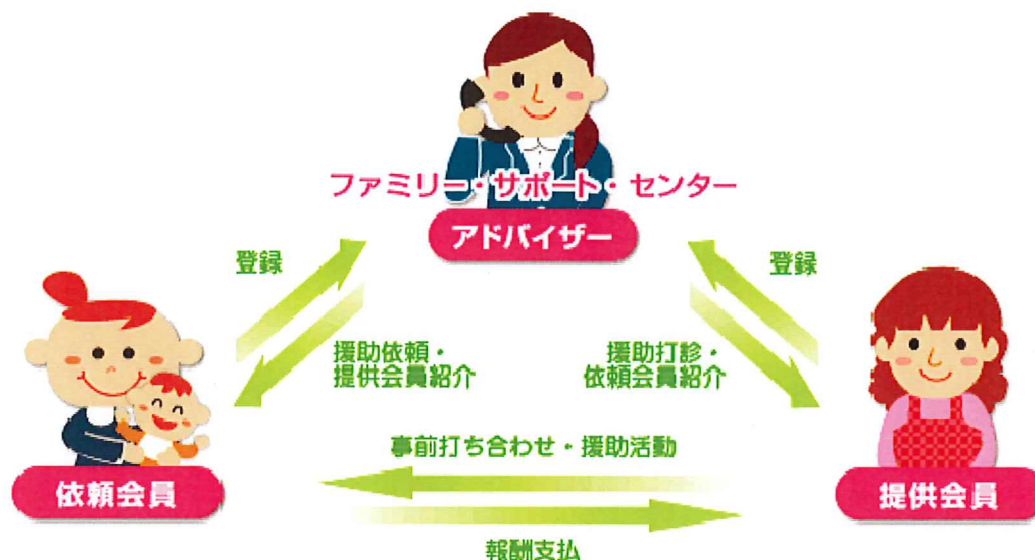 ファミリー・サポート・センター
アドバイザー
登録
登録
援助依頼・
提供会員紹介
援助打診・
依頼会員紹介
事前打ち合わせ・援助活動
依頼会員
提供会員
報酬支払